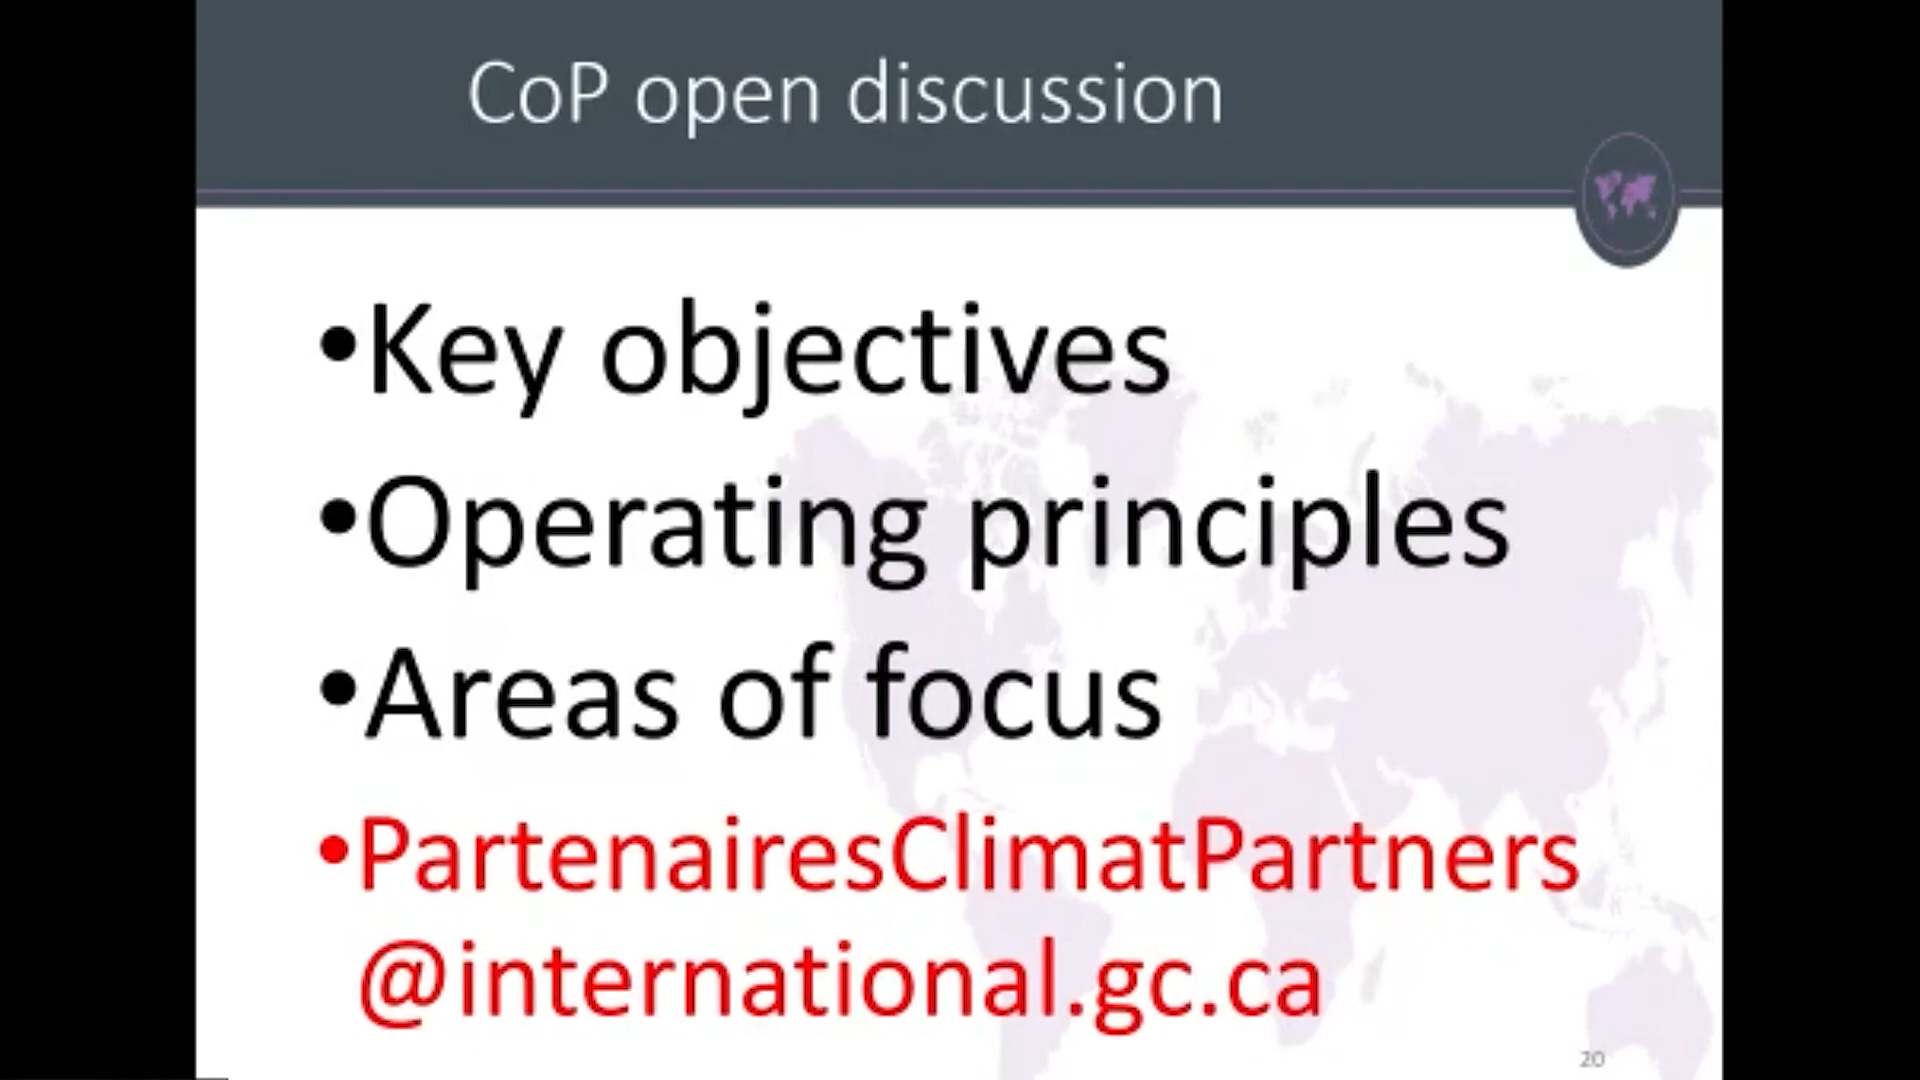 CoP open discussion
•Key objectives
•Operating principles
•Areas of focus
•PartenairesClimatPartners
@international.gc.ca
20